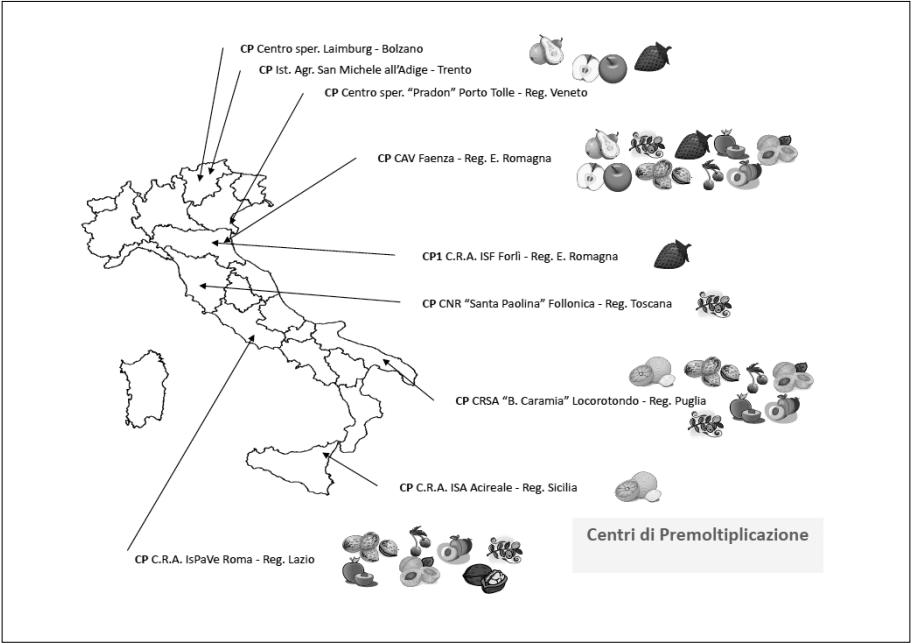 CP Centro sper. Laimburg - Bolzano
CP Ist. Agr. San Michele all'Adige - Trento
CP Centro sper. "Pradon" Porto Tolle - Reg. Veneto
CP CAV Faenza - Reg. E. Romagna
CP1 C.R.A. ISF Forlì - Reg. E. Romagna
CP CNR "Santa Paolina" Follonica - Reg. Toscana
CP CRSA "B. Caramia" Locorotondo - Reg. Puglia
CP C.R.A. ISA Acireale - Reg. Sicilia
Centri di Premoltiplicazione
CP C.R.A. IsPaVe Roma - Reg. Lazio